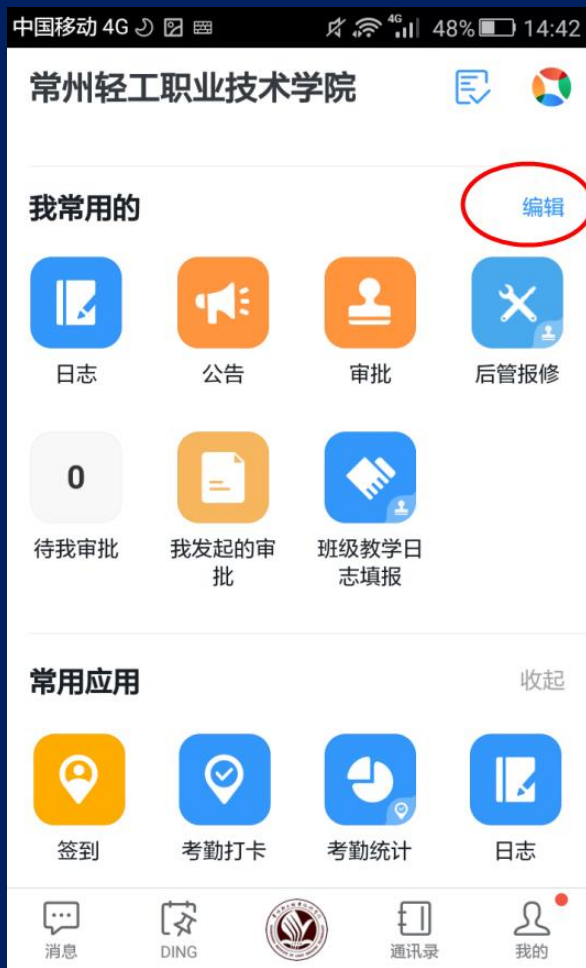 中国移动 4G 4G 48% 14:42
常州轻工职业技术学院
我常用的 编辑
日志 公告 审批 后管报修
0
待我审批 我发起的审 班级教学日
批 志填报
常用应用 收起
签到 考勤打卡 考勤统计 日志
消息 DING 通讯录 我的